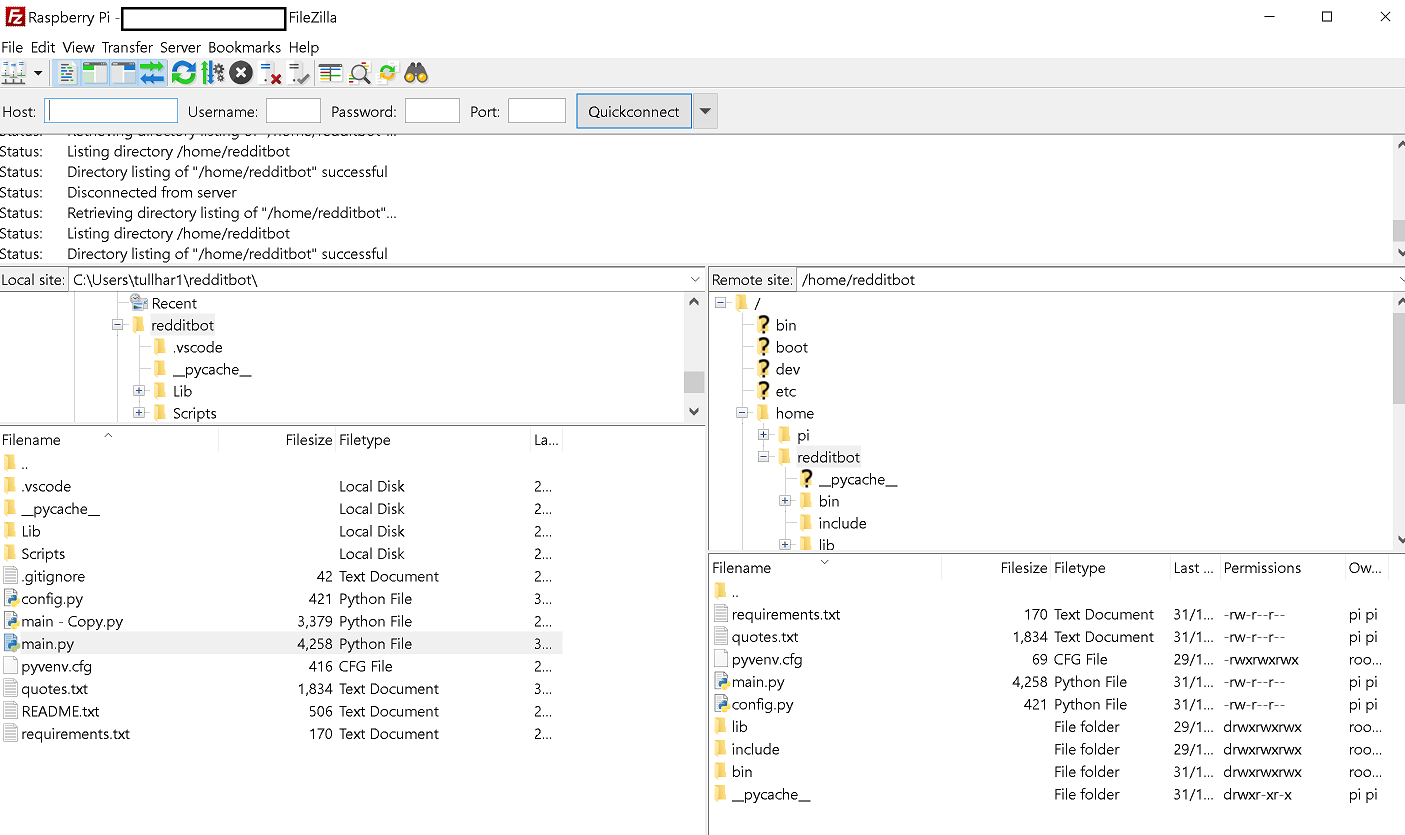 Raspberry Pi - FileZilla
File Edit View Transfer Server Bookmarks Help
Host: Username: Password: Port: Quickconnect
Status: Retrieving directory listing of "/home/redditbot"...
Status: Listing directory /home/redditbot
Status: Directory listing of "/home/redditbot" successful
Status: Disconnected from server
Status: Retrieving directory listing of "/home/redditbot"...
Status: Listing directory /home/redditbot
Status: Directory listing of "/home/redditbot" successful
Local site: C:\Users\tullhar1\redditbot\
Recent
redditbot
.vscode
__pycache__
Lib
Scripts
Filename Filesize Filetype La...
..
.vscode Local Disk 2...
__pycache__ Local Disk 2...
Lib Local Disk 2...
Scripts Local Disk 2...
.gitignore 42 Text Document 2...
config.py 421 Python File 3...
main - Copy.py 3,379 Python File 2...
main.py 4,258 Python File 3...
pyvenv.cfg 416 CFG File 2...
quotes.txt 1,834 Text Document 3...
README.txt 506 Text Document 2...
requirements.txt 170 Text Document 2...
Remote site: /home/redditbot
/
bin
boot
dev
etc
home
pi
redditbot
__pycache__
bin
include
lib
Filename Filesize Filetype Last ... Permissions Ow...
..
requirements.txt 170 Text Document 31/1... -rw-r--r-- pi pi
quotes.txt 1,834 Text Document 31/1... -rw-r--r-- pi pi
pyvenv.cfg 69 CFG File 29/1... -rwxrwxrwx roo...
main.py 4,258 Python File 31/1... -rw-r--r-- pi pi
config.py 421 Python File 31/1... -rw-r--r-- pi pi
lib File folder 29/1... drwxrwxrwx roo...
include File folder 29/1... drwxrwxrwx roo...
bin File folder 31/1... drwxrwxrwx roo...
__pycache__ File folder 31/1... drwxr-xr-x pi pi